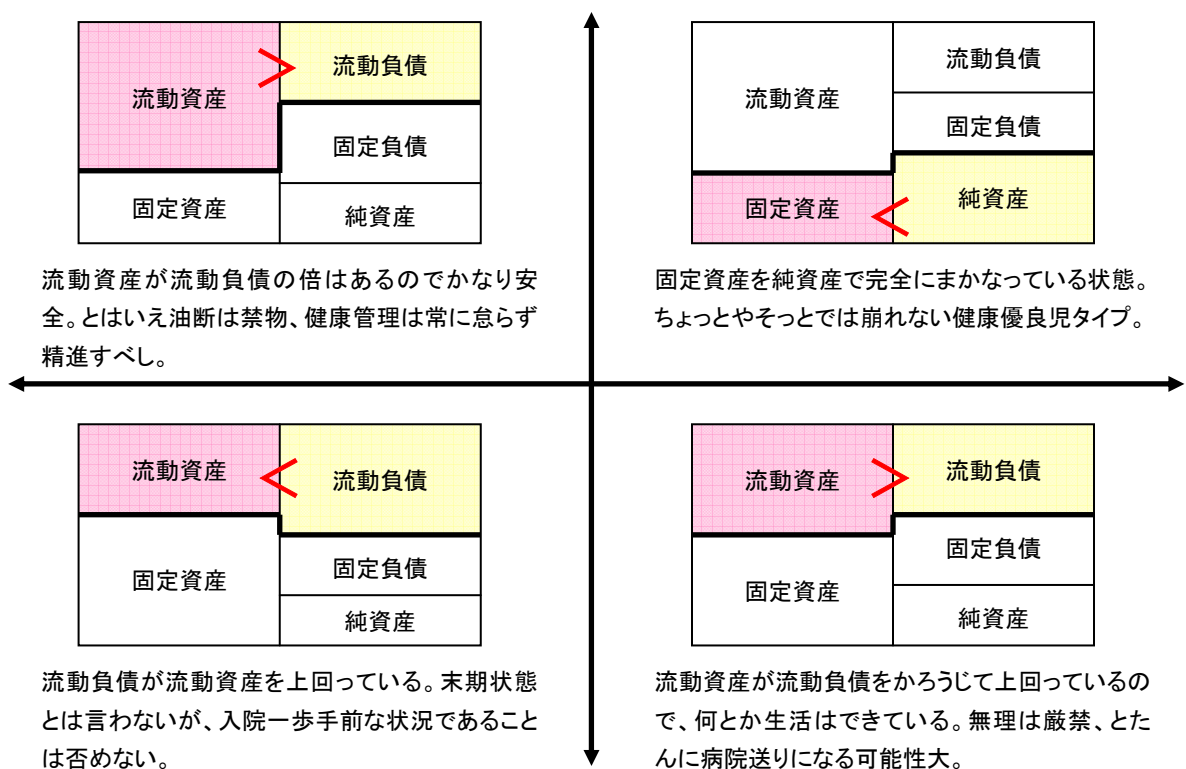 流動資産
流動負債
固定負債
固定資産
純資産
流動資産が流動負債の倍はあるのでかなり安
全。とはいえ油断は禁物、健康管理は常に怠らず
精進すべし。
流動資産
流動負債
固定負債
固定資産
純資産
固定資産を純資産で完全にまかなっている状態。
ちょっとやそっとでは崩れない健康優良児タイプ。
流動資産
流動負債
固定資産
固定負債
純資産
流動負債が流動資産を上回っている。末期状態
とは言わないが、入院一歩手前な状況であること
は否めない。
流動資産
流動負債
固定負債
固定資産
純資産
流動資産が流動負債をかろうじて上回っているの
で、何とか生活はできている。無理は厳禁、とた
んに病院送りになる可能性大。